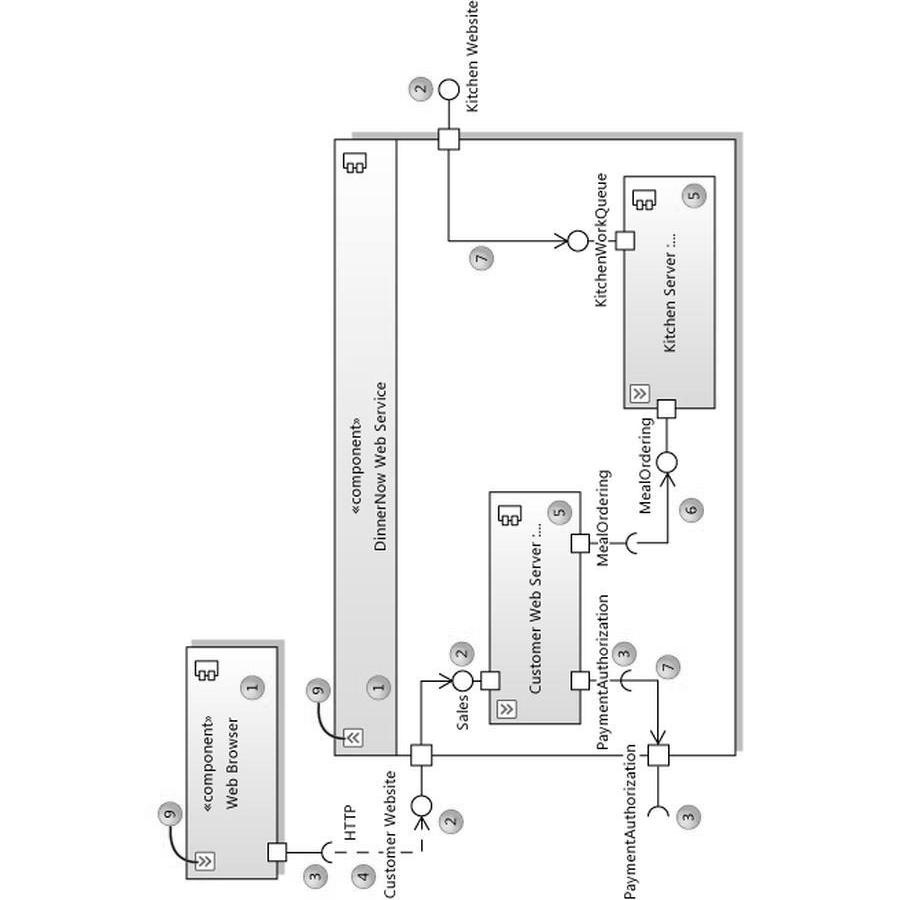 9
«component»
Web Browser
1
3
HTTP
4
9
«component»
DinnerNow Web Service
1
Customer Website
2
2
Kitchen Website
Sales
2
7
Customer Web Server :...
5
PaymentAuthorization
MealOrdering
KitchenWorkQueue
3
PaymentAuthorization
MealOrdering
7
Kitchen Server :...
3
6
5